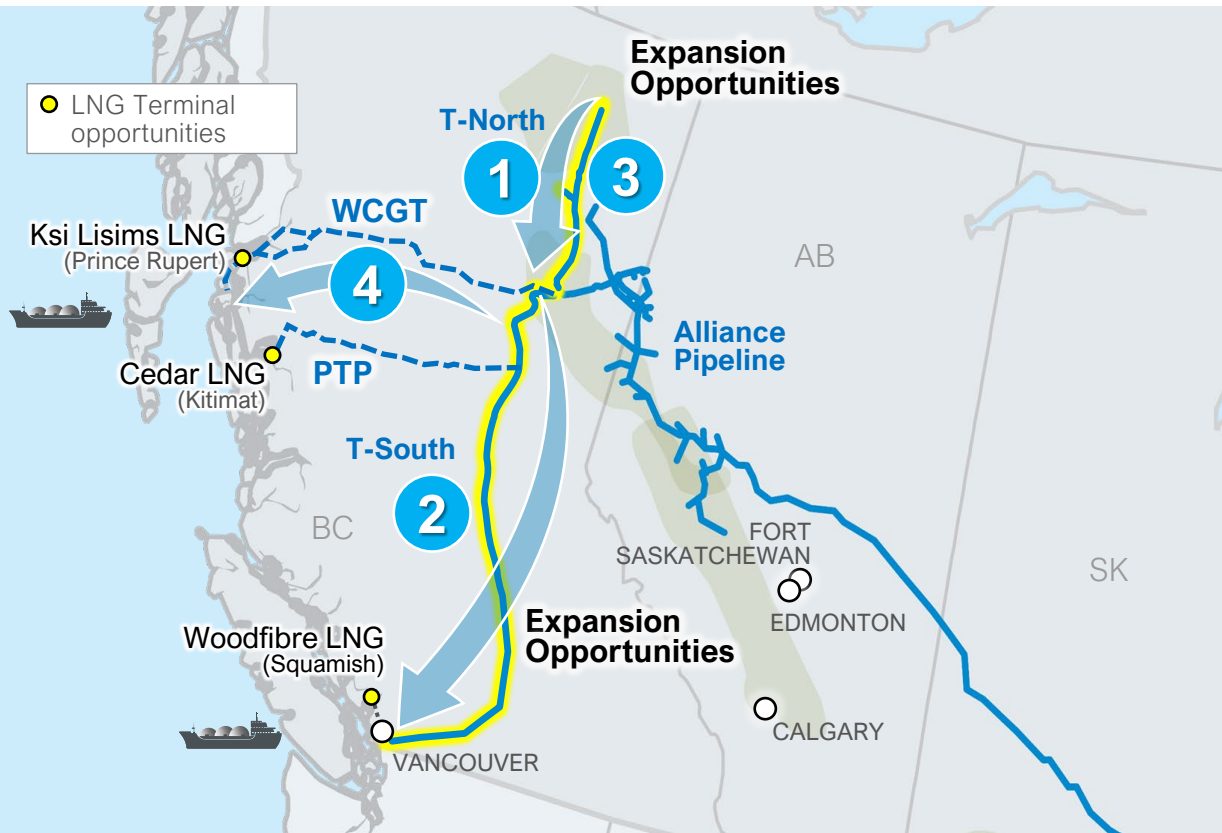 Expansion
Opportunities
LNG Terminal
opportunities
T-North
1
3
WCGT
Ksi Lisims LNG
(Prince Rupert)
4
AB
Alliance
Pipeline
Cedar LNG
(Kitimat)
PTP
T-South
2
BC
FORT
SASKATCHEWAN
SK
EDMONTON
Expansion
Opportunities
Woodfibre LNG
(Squamish)
CALGARY
VANCOUVER